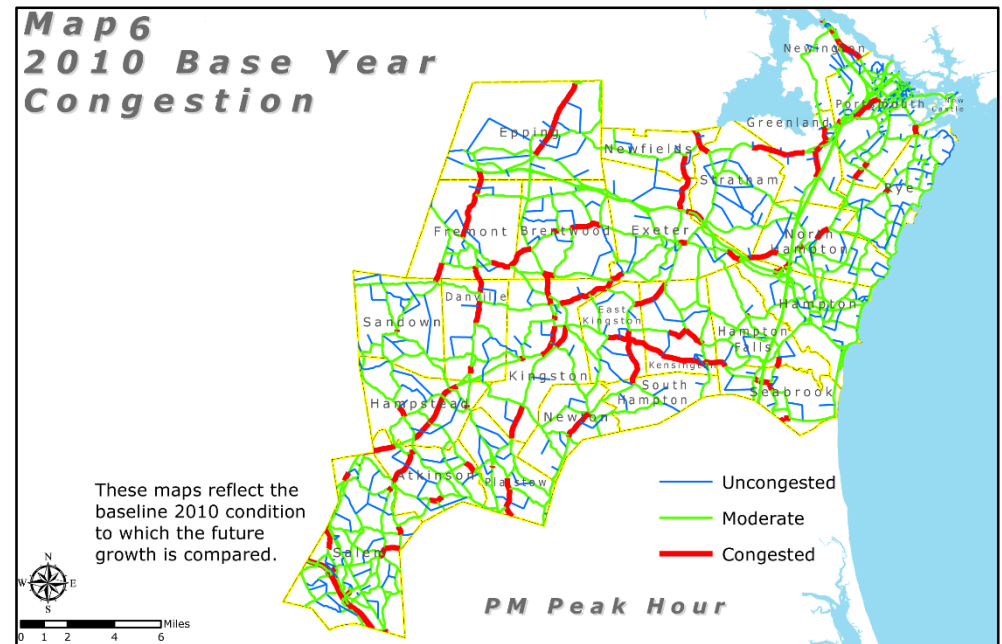 Map6
2010 Base Year
Congestion
Newington
Portsmouth
New
Castle
Greenland
Epping
Newfields
Stratham
Rye
Fremont
Brentwood
Exeter
North
Hampton
Danville
Sandown
East
Kingston
Hampton
Hampton
Falls
Kensington
Kingston
South
Hampton
Seabrook
Hampstead
Newton
Atkinson
Plaistow
Salem
These maps reflect the
baseline 2010 condition
to which the future
growth is compared.
Uncongested
Moderate
Congested
PM Peak Hour
N
W
E
S
Miles
0 1 2 4 6